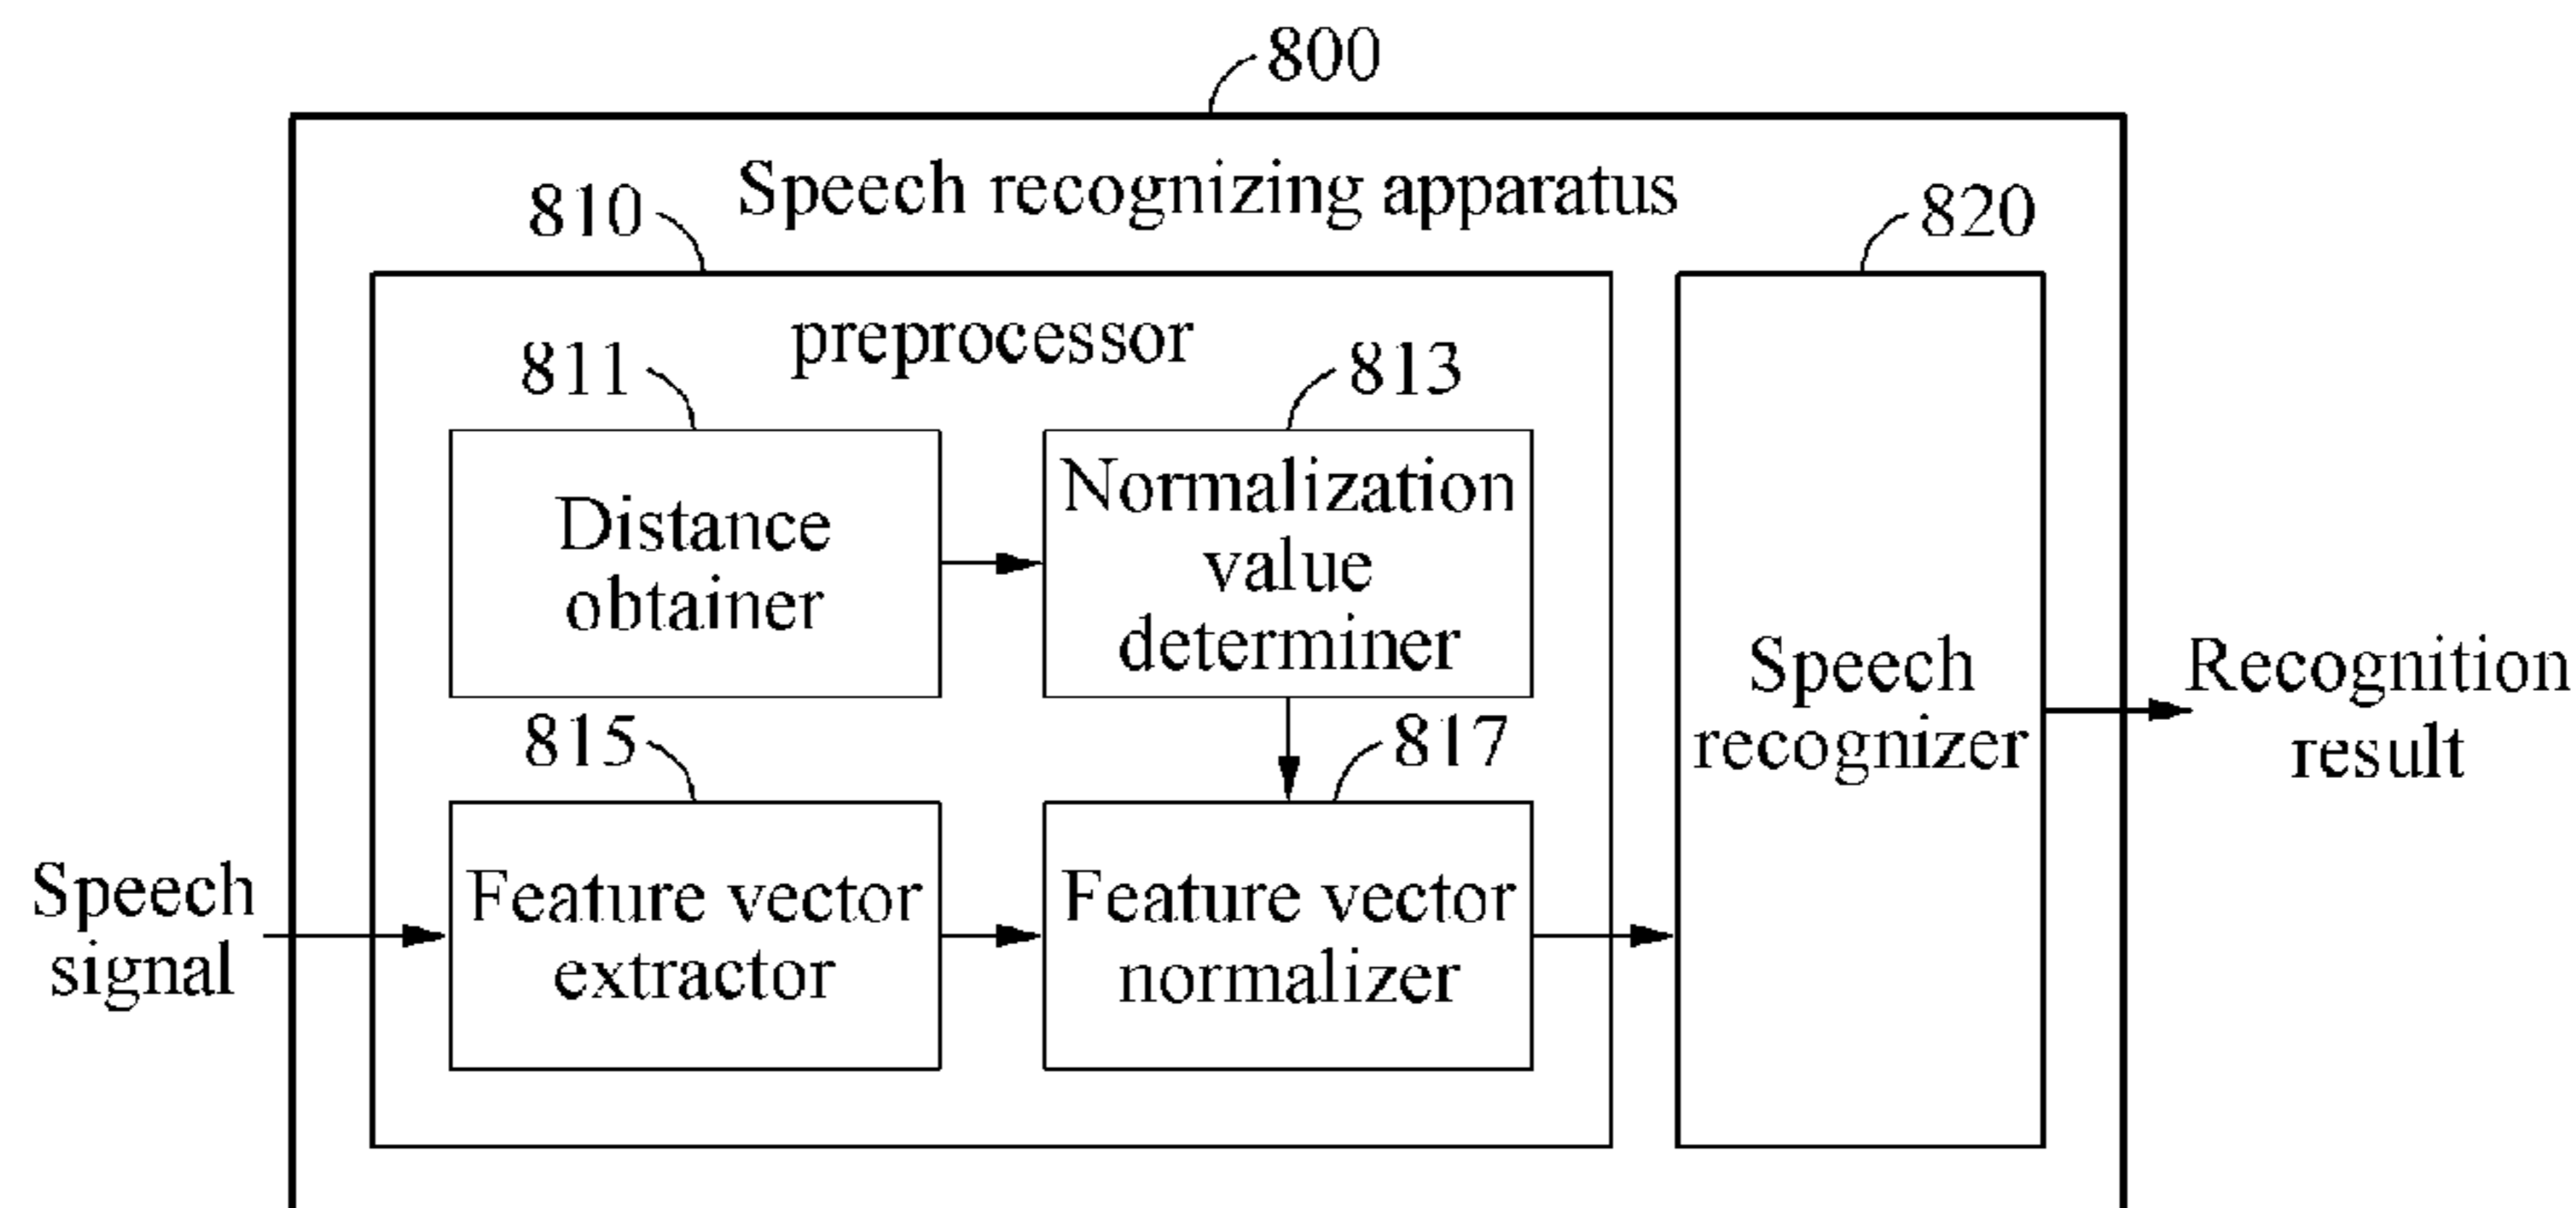 800
Speech recognizing apparatus
810
820
preprocessor
811
813
Distance
obtainer
Normalization
value
determiner
815
817
Speech
signal
Feature vector
extractor
Feature vector
normalizer
Speech
recognizer
Recognition
result